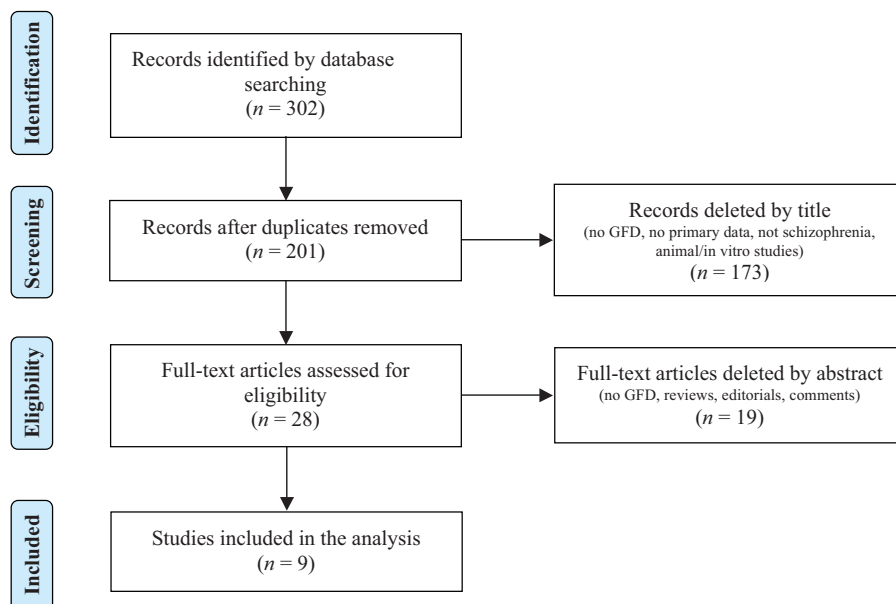 Identification
Records identified by database
searching
(n = 302)
Screening
Records after duplicates removed
(n = 201)
Records deleted by title
(no GFD, no primary data, not schizophrenia,
animal/in vitro studies)
(n = 173)
Eligibility
Full-text articles assessed for
eligibility
(n = 28)
Full-text articles deleted by abstract
(no GFD, reviews, editorials, comments)
(n = 19)
Included
Studies included in the analysis
(n = 9)